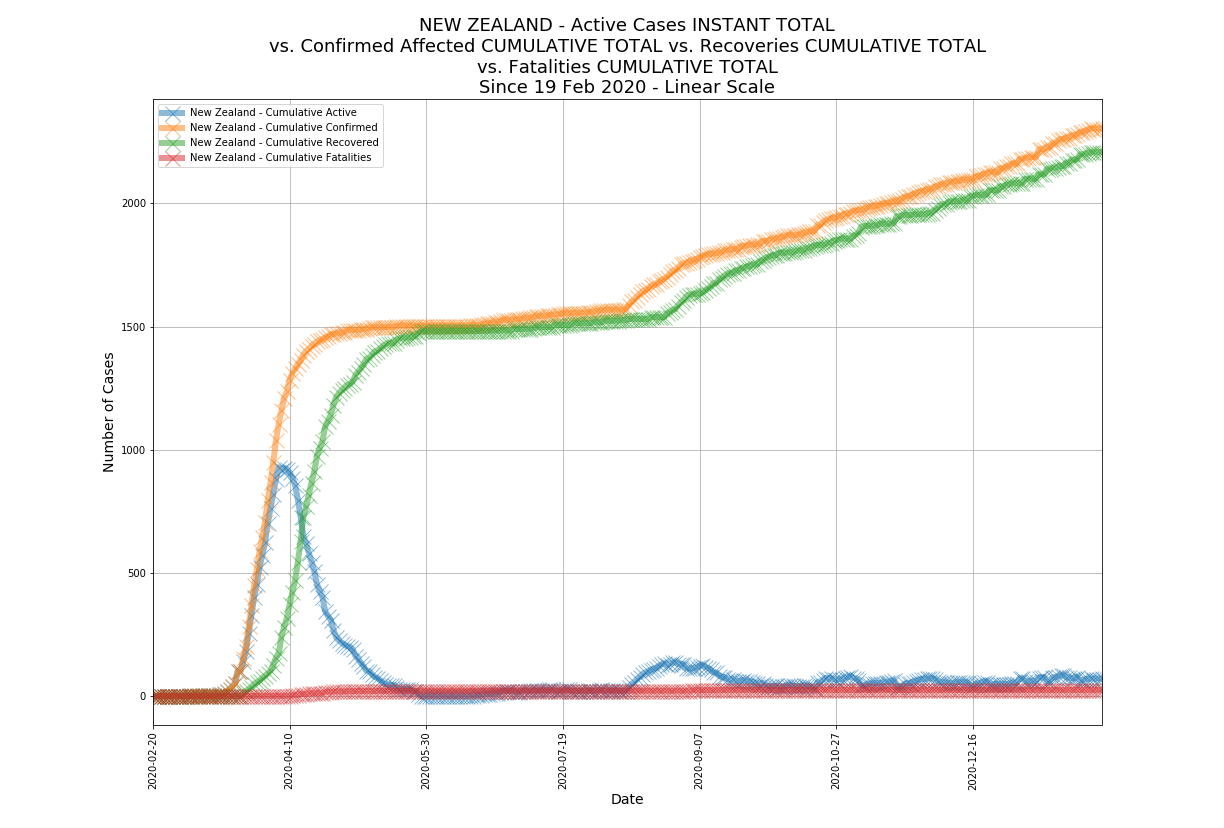 NEW ZEALAND - Active Cases INSTANT TOTAL
vs. Confirmed Affected CUMULATIVE TOTAL vs. Recoveries CUMULATIVE TOTAL
vs. Fatalities CUMULATIVE TOTAL
Since 19 Feb 2020 - Linear Scale
New Zealand - Cumulative Active
New Zealand - Cumulative Confirmed
New Zealand - Cumulative Recovered
New Zealand - Cumulative Fatalities
Number of Cases
2000
1500
1000
500
0
2020-02-20
2020-04-10
2020-05-30
2020-07-19
2020-09-07
2020-10-27
2020-12-16
Date